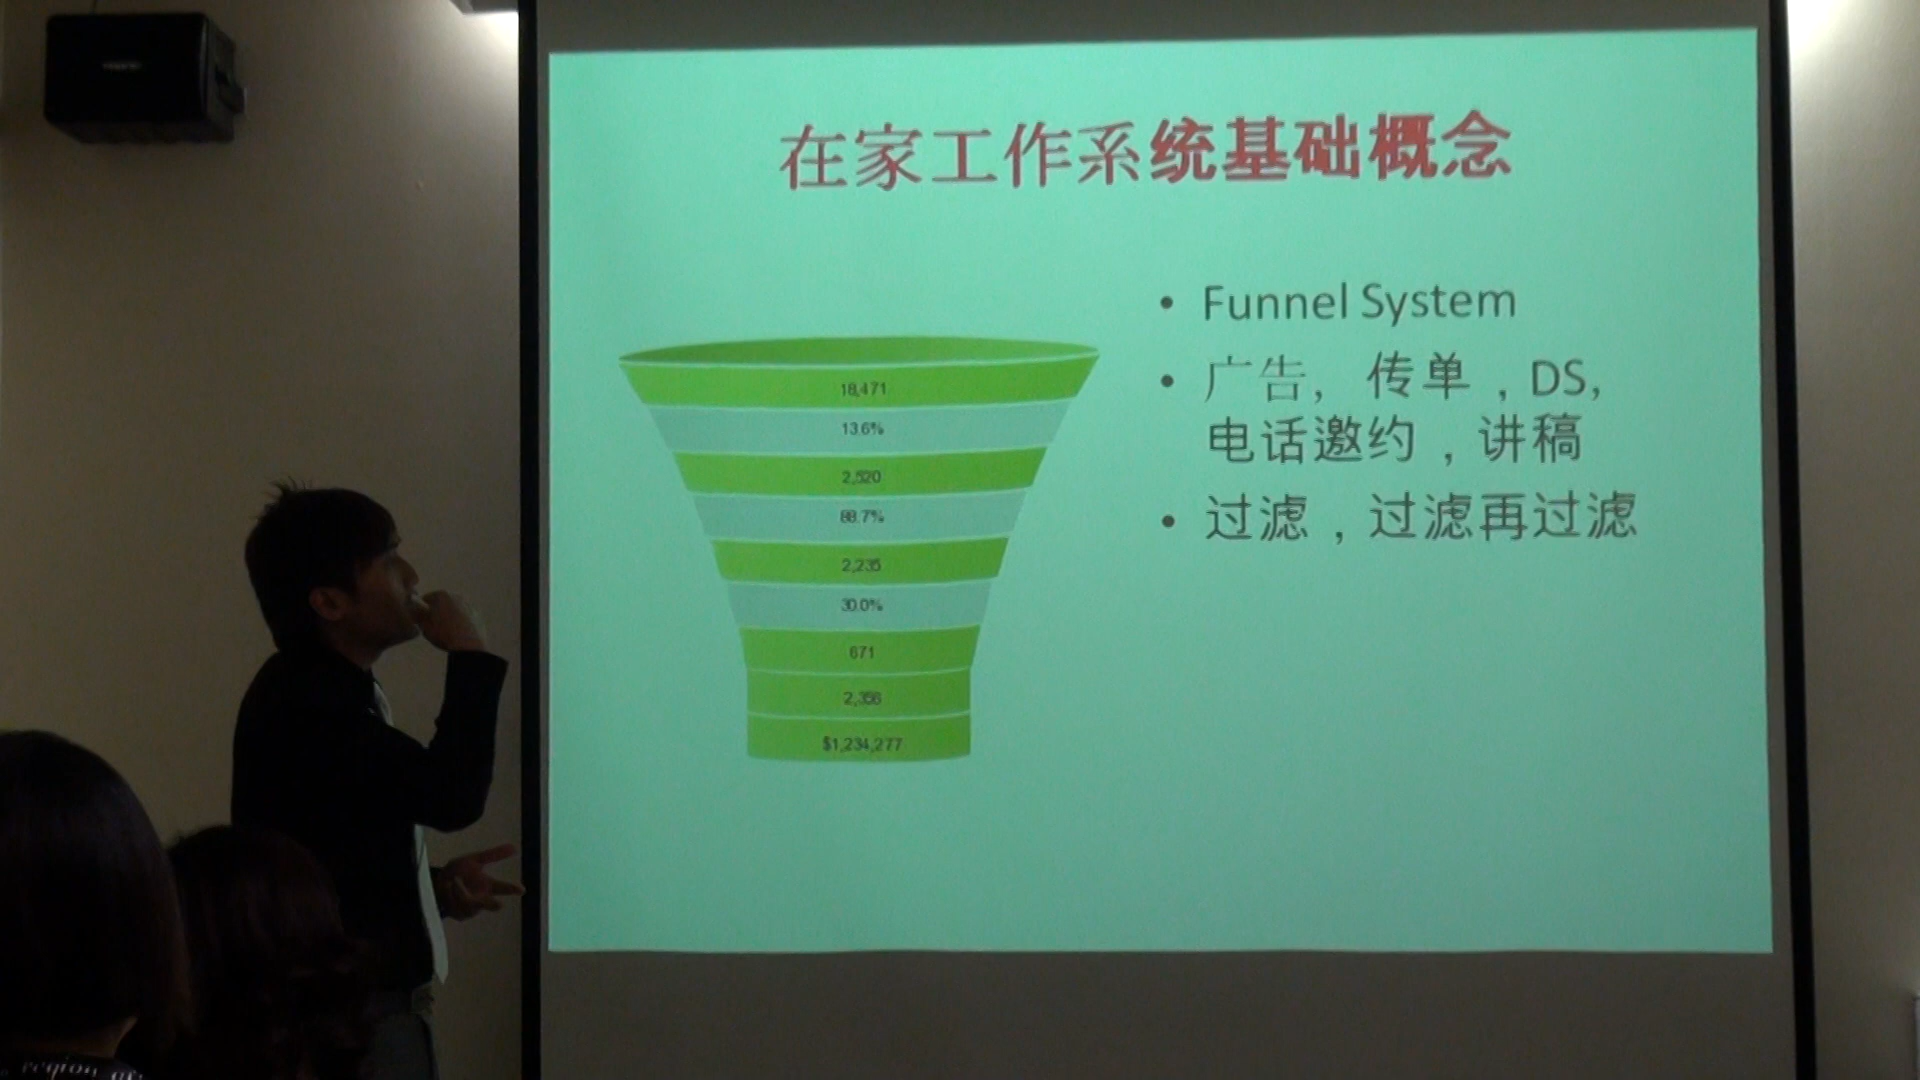 在家工作系统基础概念
18,471
13.6%
2,520
88.7%
2,235
30.0%
671
2,356
$1,234,277
• Funnel System
• 广告， 传单，DS,
电话邀约，讲稿
• 过滤，过滤再过滤
region of